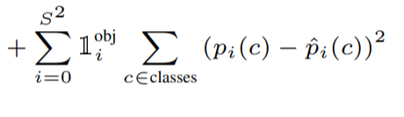 + \sum_{i=0}^{S^2} \mathbb{1}_i^{\text{obj}} \sum_{c \in \text{classes}} (p_i(c) - \hat{p}_i(c))^2